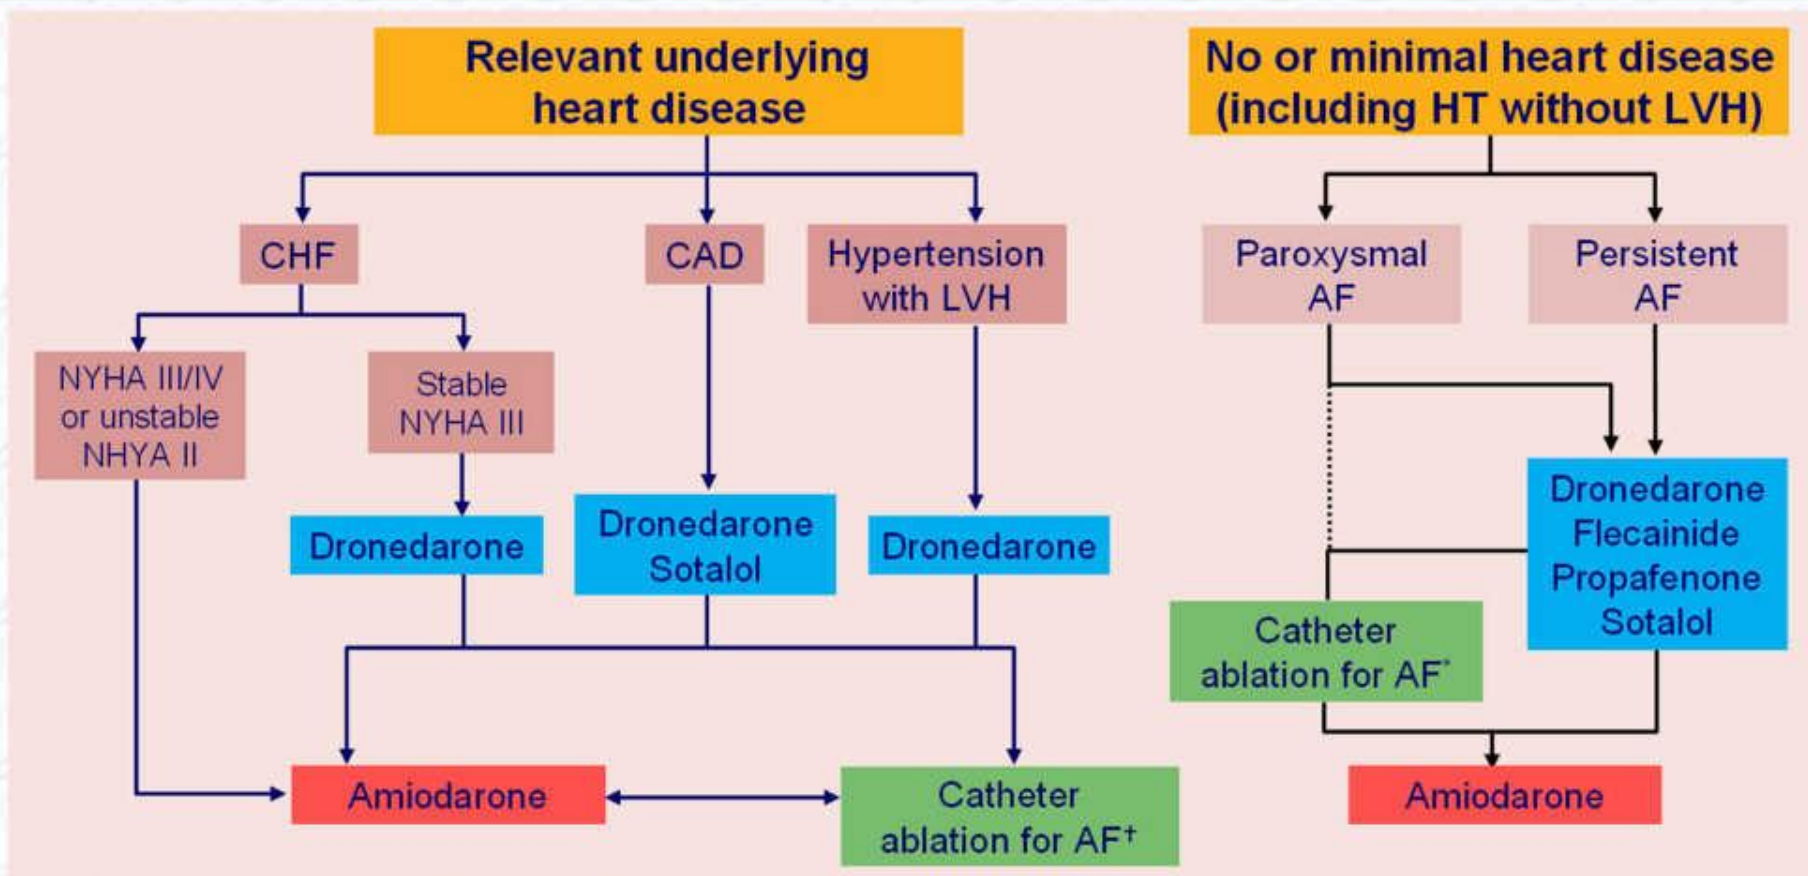 Relevant underlying
heart disease
No or minimal heart disease
(including HT without LVH)
CHF
CAD
Hypertension
with LVH
Paroxysmal
AF
Persistent
AF
NYHA III/IV
or unstable
NHYA II
Stable
NYHA III
Dronedarone
Dronedarone
Sotalol
Dronedarone
Dronedarone
Flecainide
Propafenone
Sotalol
Catheter
ablation for AF*
Amiodarone
Catheter
ablation for AF†
Amiodarone